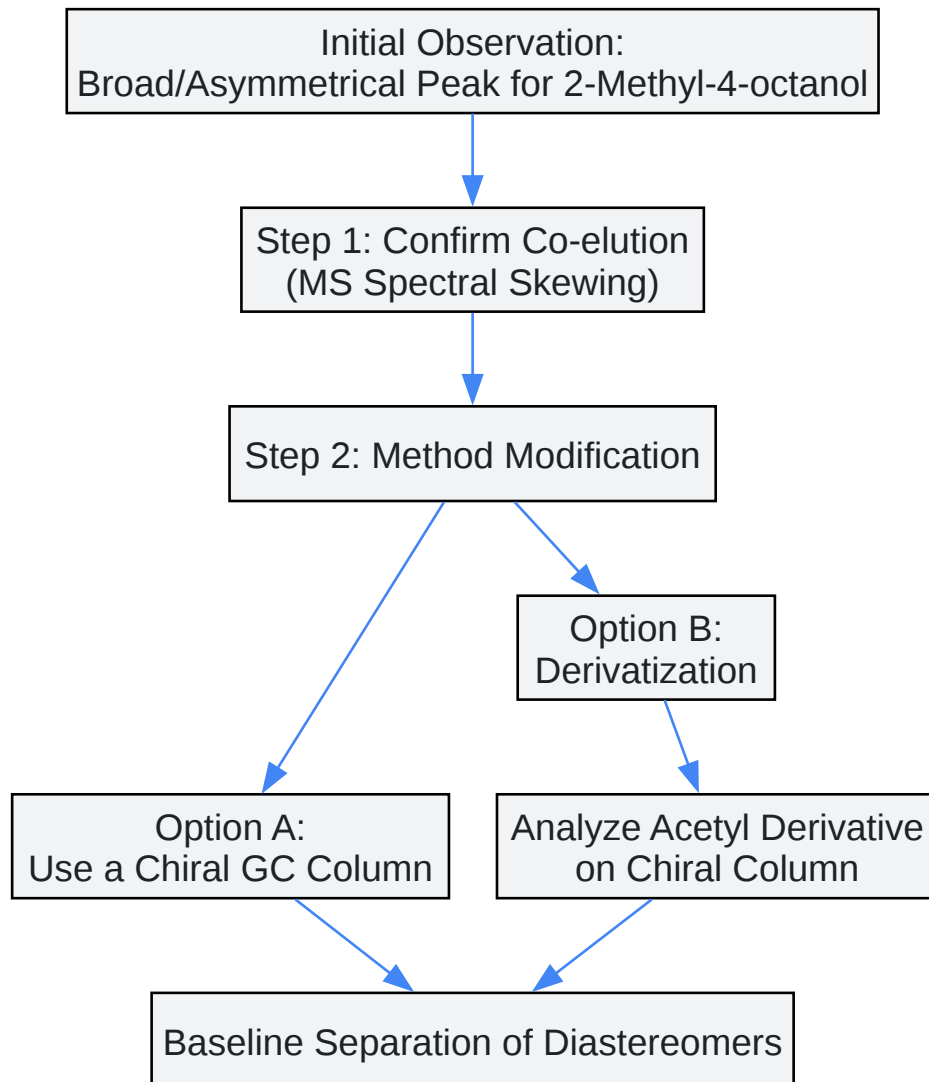 Initial Observation:
Broad/Asymmetrical Peak for 2-Methyl-4-octanol
Step 1: Confirm Co-elution
(MS Spectral Skewing)
Step 2: Method Modification
Option B:
Derivatization
Option A:
Use a Chiral GC Column
Analyze Acetyl Derivative
on Chiral Column
Baseline Separation of Diastereomers